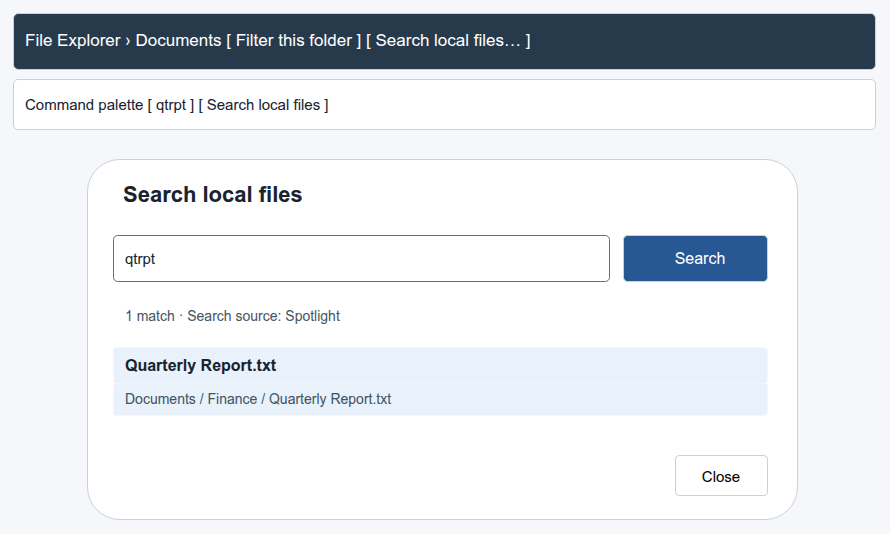 File Explorer › Documents [ Filter this folder ] [ Search local files… ]
Command palette [ qtrpt ] [ Search local files ]
Search local files
qtrpt
Search
1 match · Search source: Spotlight
Quarterly Report.txt
Documents / Finance / Quarterly Report.txt
Close